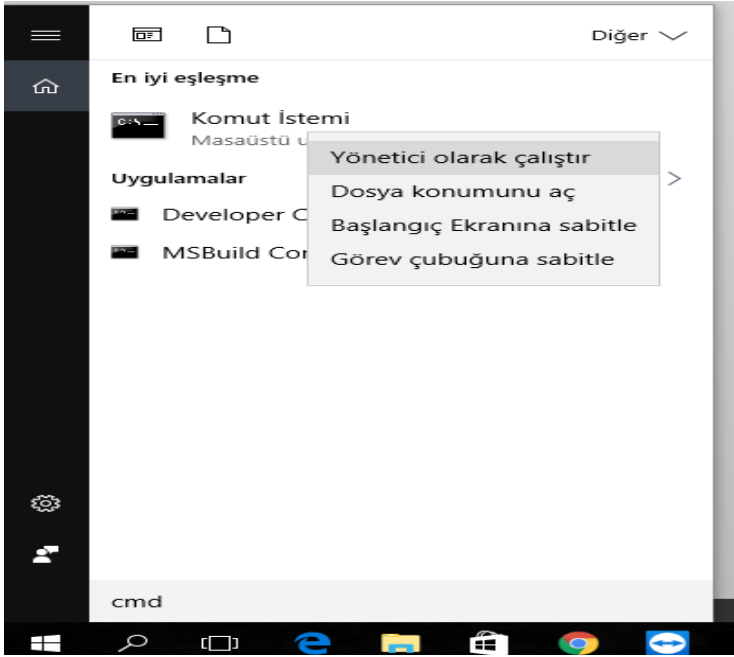 Diğer
En iyi eşleşme
Komut İstemi
Masaüstü
Yönetici olarak çalıştır
Uygulamalar
Dosya konumunu aç
Developer
Başlangıç Ekranına sabitle
MSBuild
Görev çubuğuna sabitle
cmd